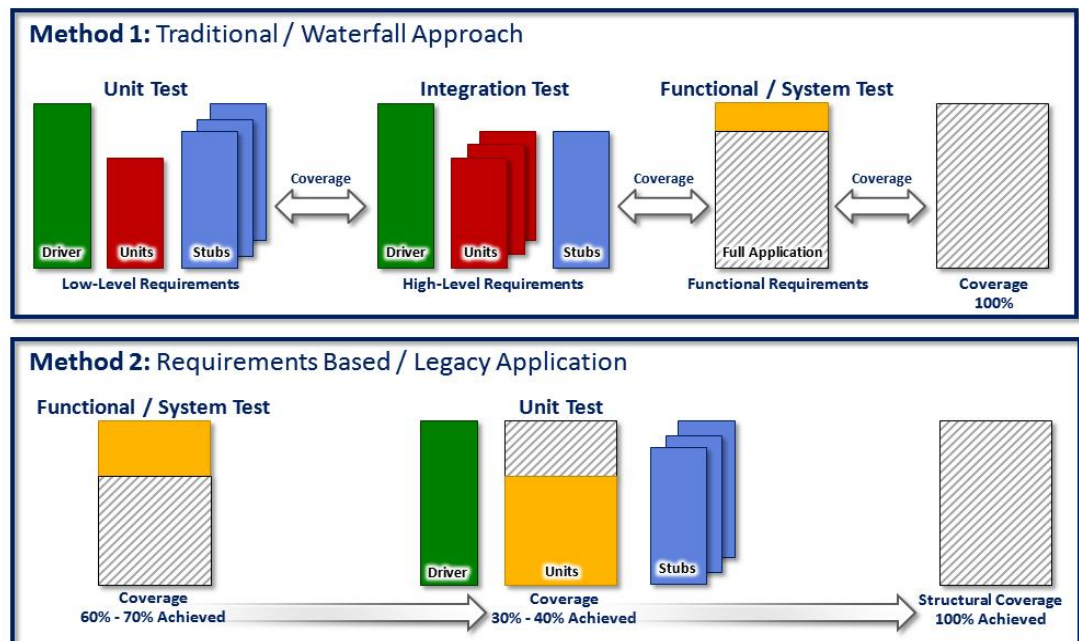 Method 1: Traditional / Waterfall Approach
Unit Test
Integration Test
Functional / System Test
Coverage
Coverage
Coverage
Driver
Units
Stubs
Driver
Units
Stubs
Full Application
Low-Level Requirements
High-Level Requirements
Functional Requirements
Coverage
100%
Method 2: Requirements Based / Legacy Application
Functional / System Test
Unit Test
Driver
Units
Stubs
Coverage
60% - 70% Achieved
Coverage
30% - 40% Achieved
Structural Coverage
100% Achieved